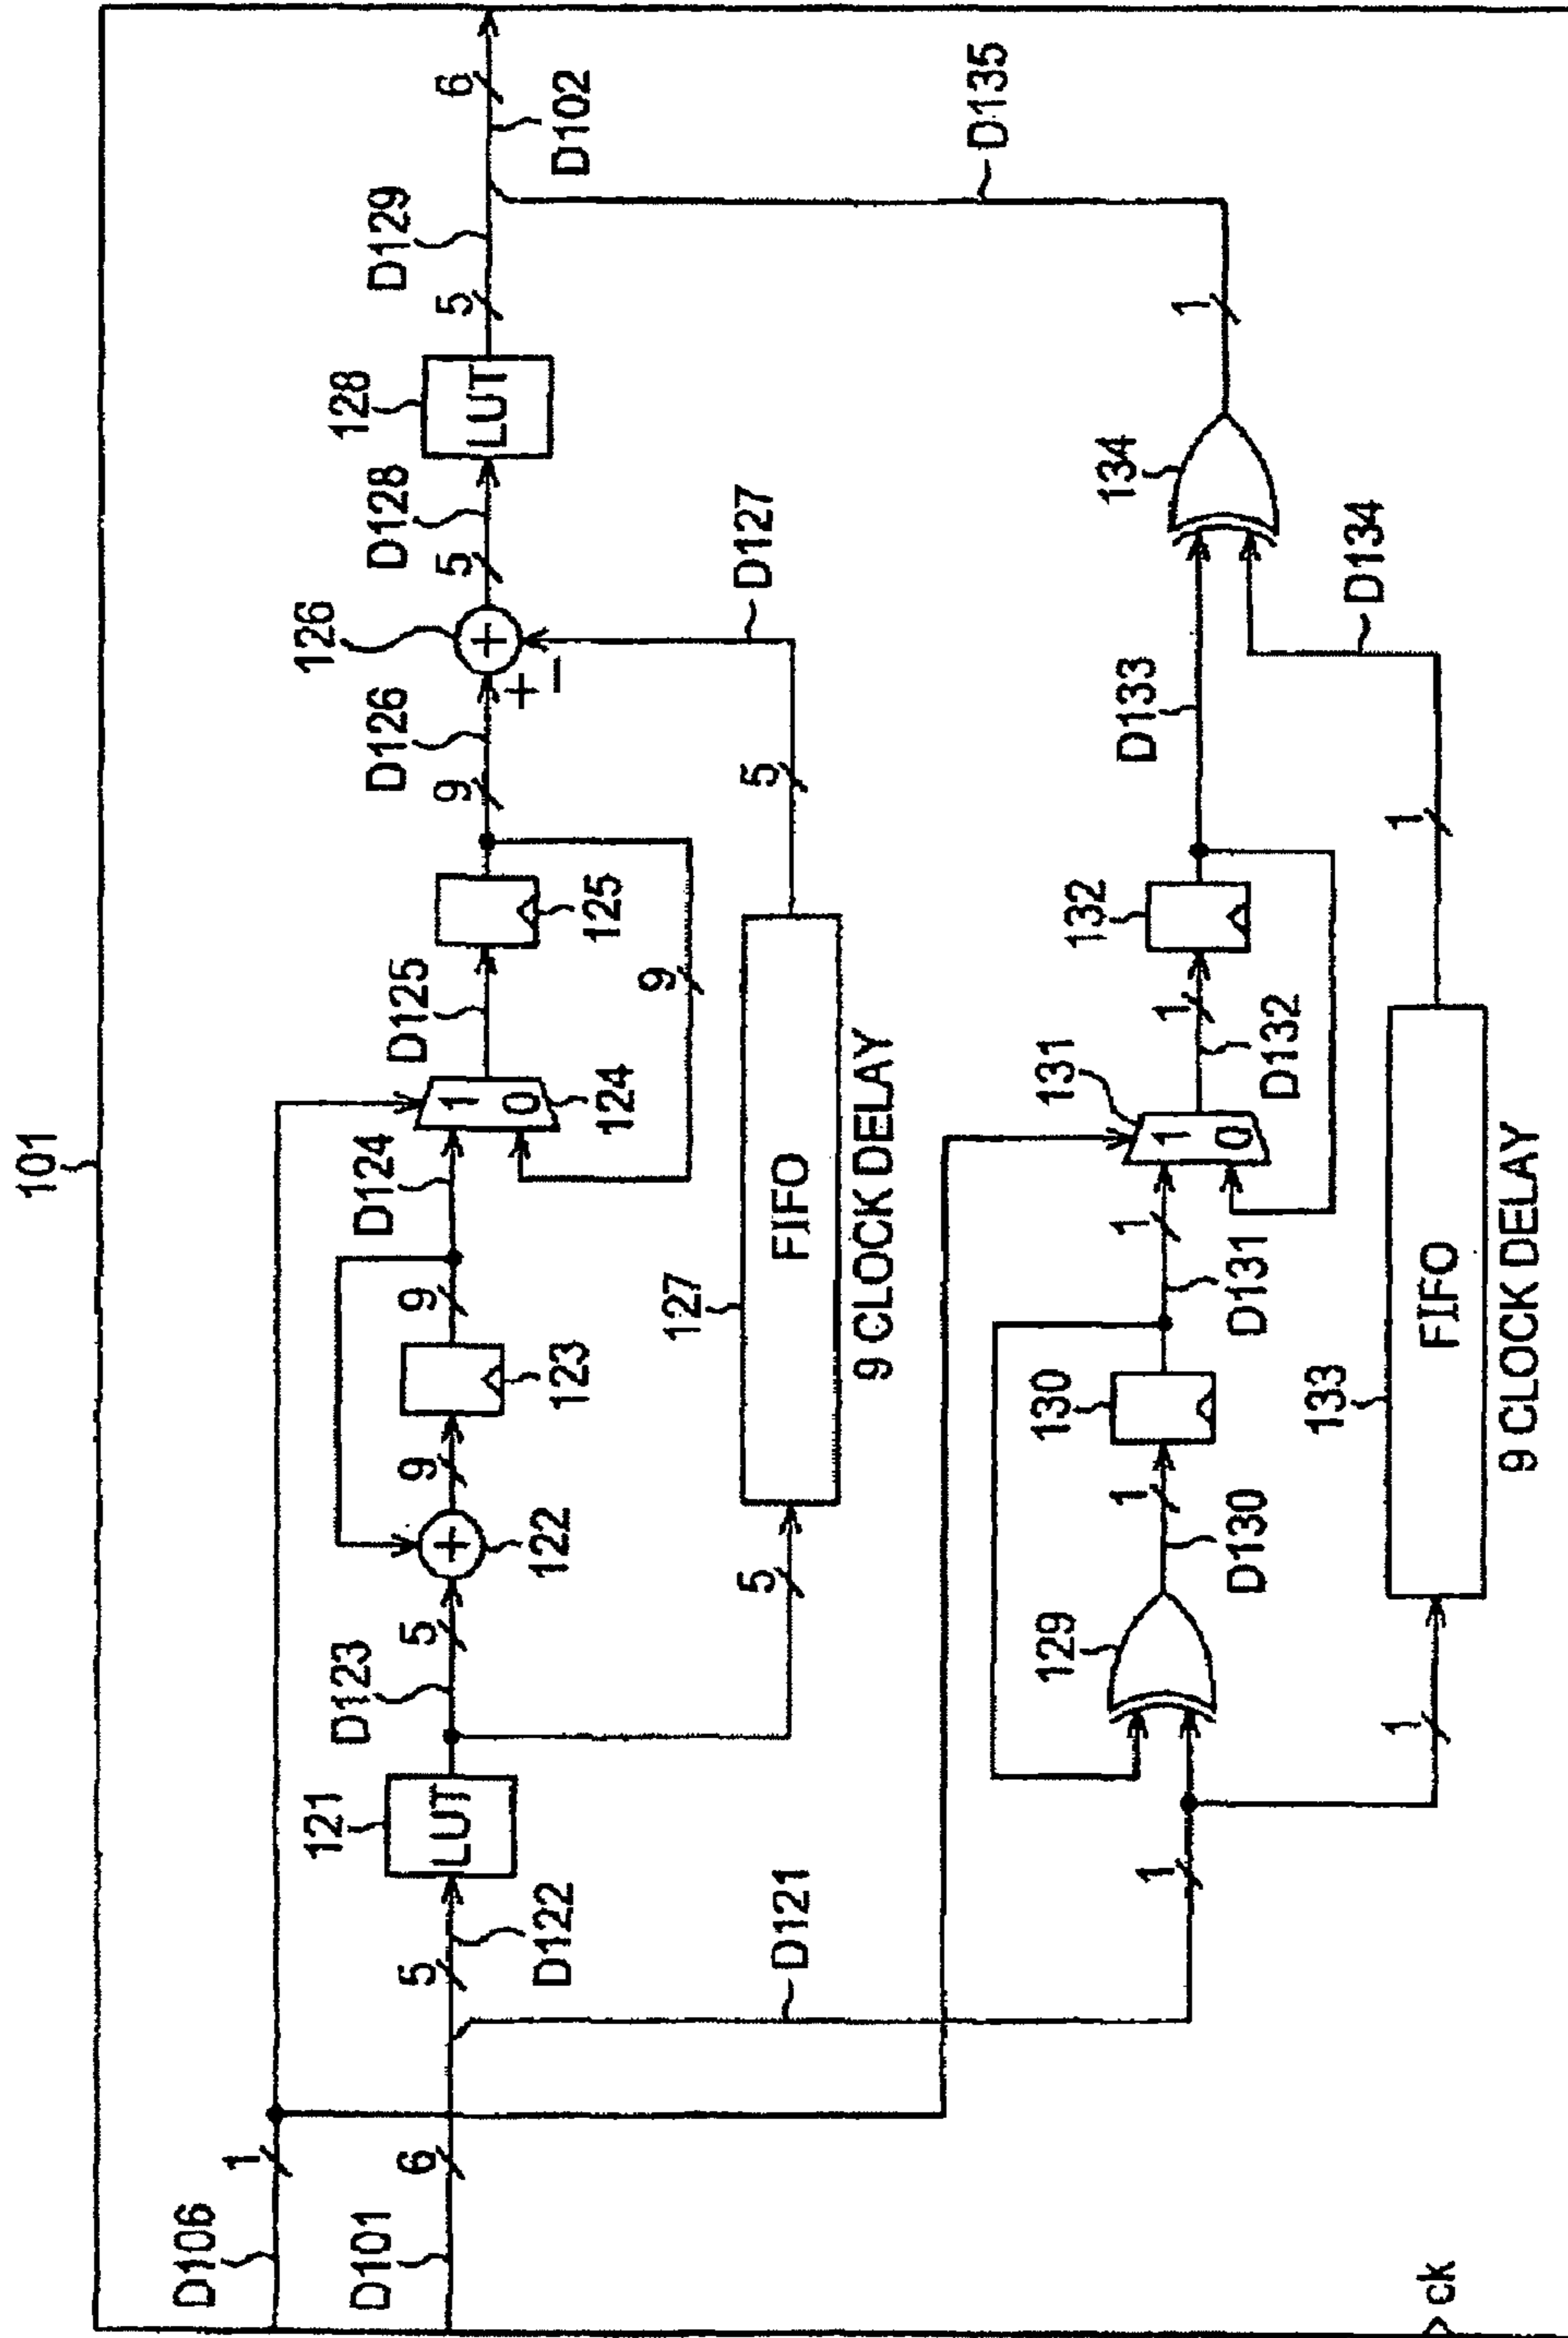 101
D106
1
D101
6
5
D122
121
LUT
D123
5
122
+
9
123
9
D124
124
1
0
D125
125
9
D126
9
+
−
126
+
D128
5
128
LUT
D129
5
D102
6
5
127
FIFO
9 CLOCK DELAY
5
D127
D121
1
129
D130
1
130
D131
1
131
1
0
D132
1
132
D133
134
1
D135
1
133
FIFO
9 CLOCK DELAY
1
D134
ck